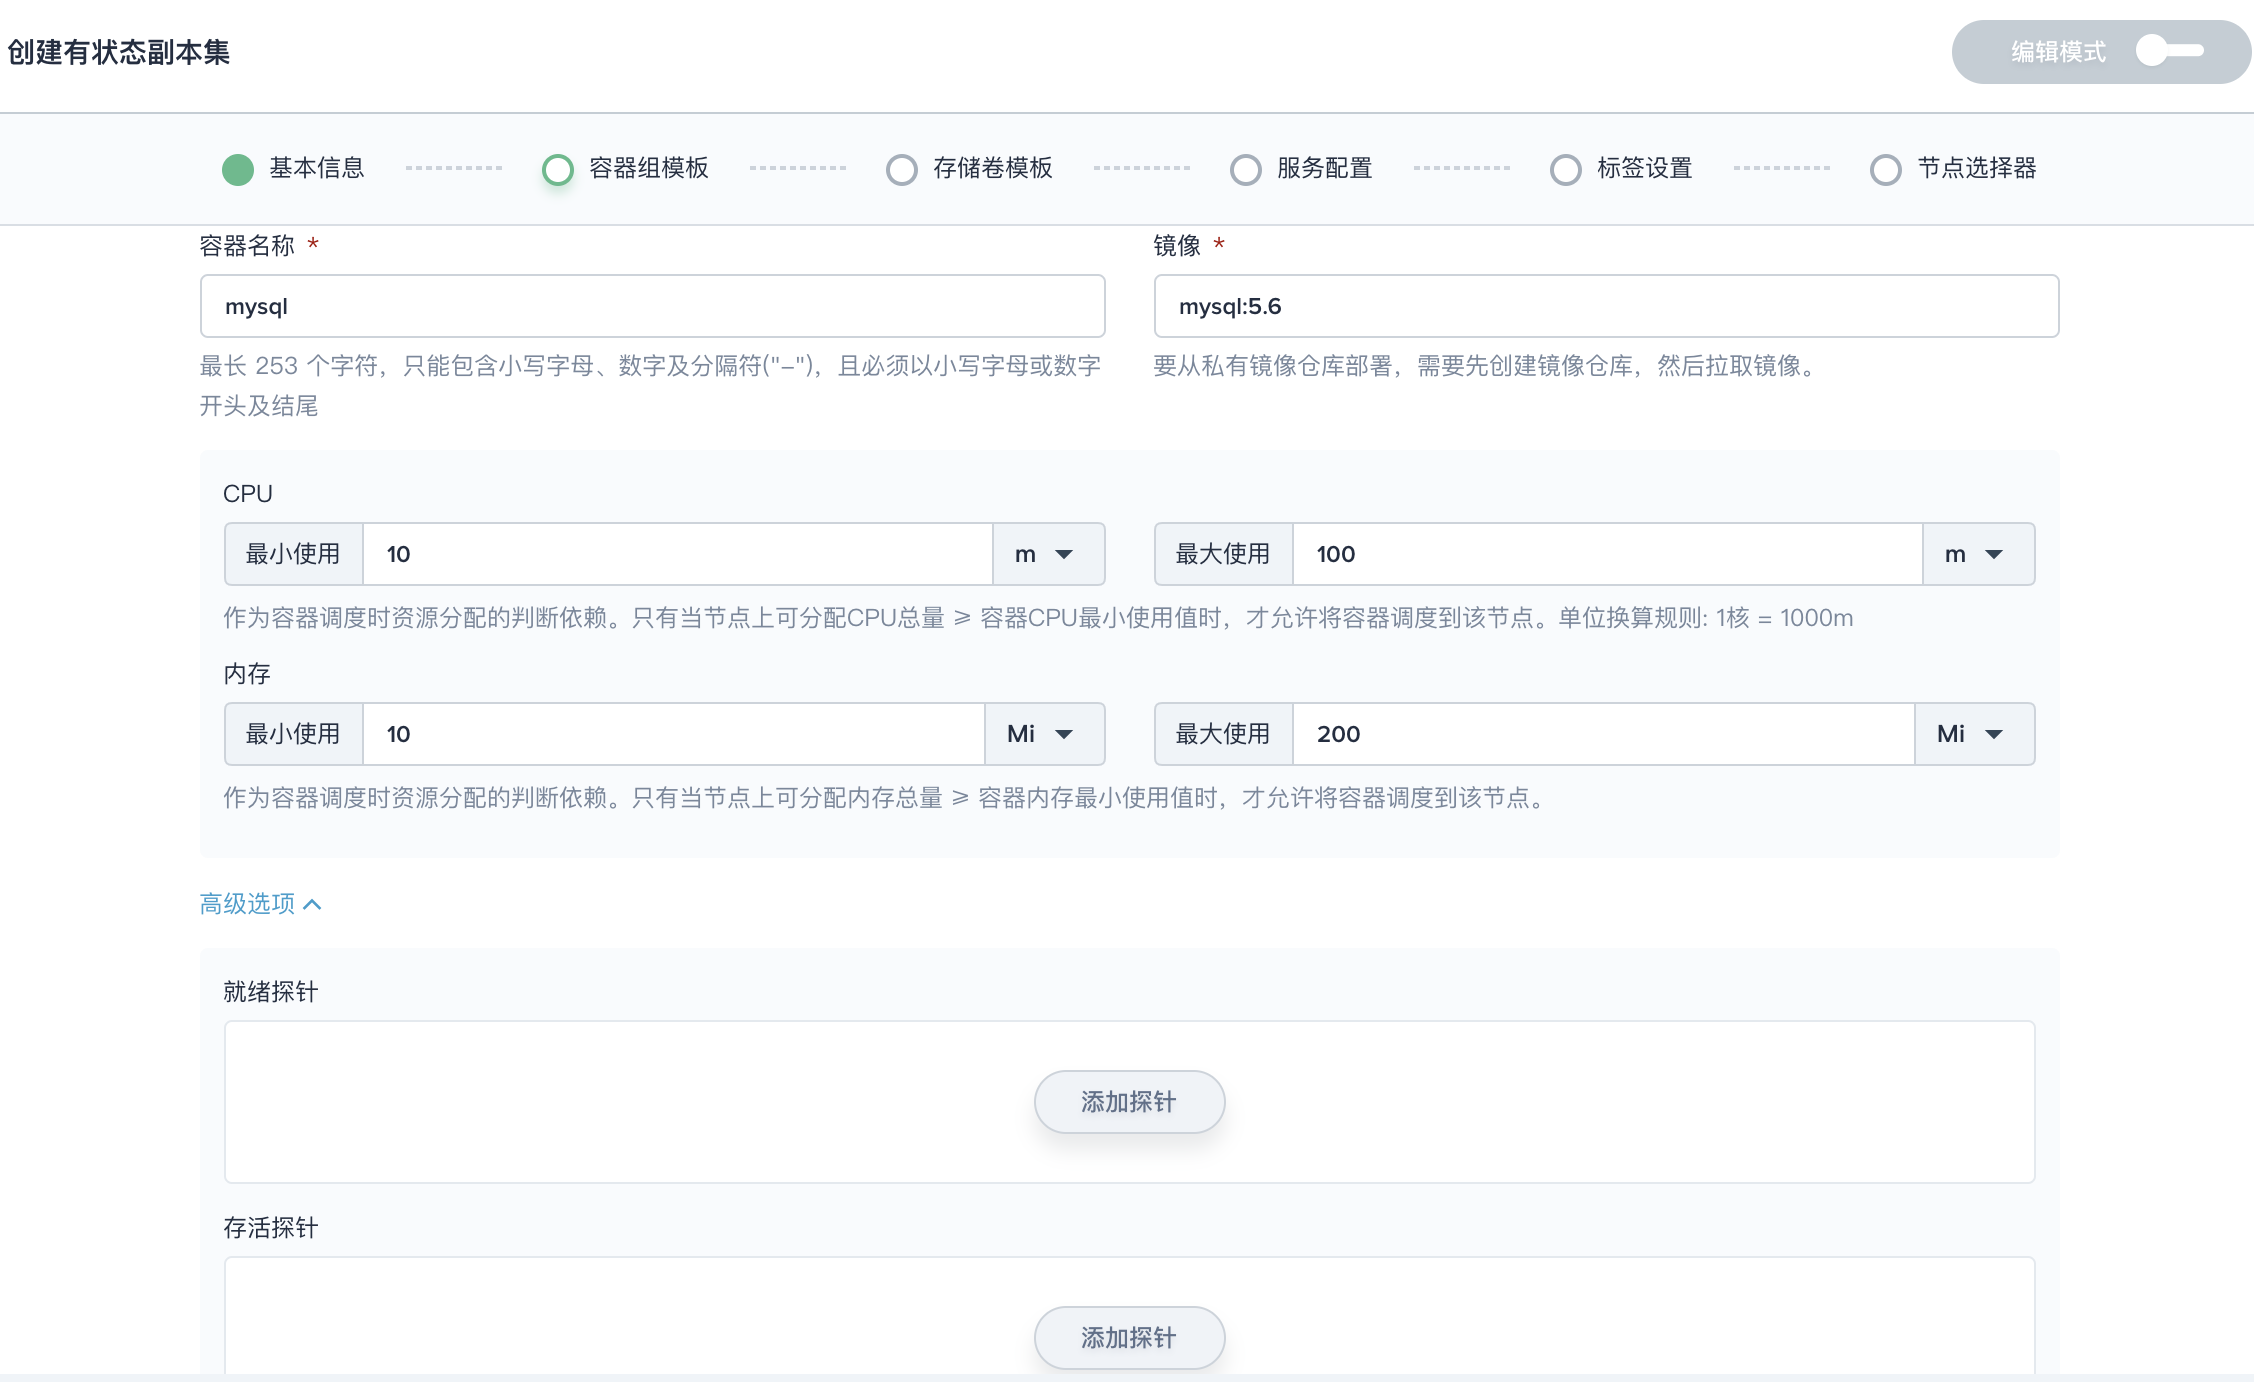 创建有状态副本集
编辑模式
基本信息
容器组模板
存储卷模板
服务配置
标签设置
节点选择器
容器名称 *
镜像 *
mysql
mysql:5.6
最长 253 个字符，只能包含小写字母、数字及分隔符("-")，且必须以小写字母或数字
开头及结尾
要从私有镜像仓库部署，需要先创建镜像仓库，然后拉取镜像。
CPU
最小使用 10 m
最大使用 100 m
作为容器调度时资源分配的判断依赖。只有当节点上可分配CPU总量 ≥ 容器CPU最小使用值时，才允许将容器调度到该节点。单位换算规则: 1核 = 1000m
内存
最小使用 10 Mi
最大使用 200 Mi
作为容器调度时资源分配的判断依赖。只有当节点上可分配内存总量 ≥ 容器内存最小使用值时，才允许将容器调度到该节点。
高级选项
就绪探针
添加探针
存活探针
添加探针